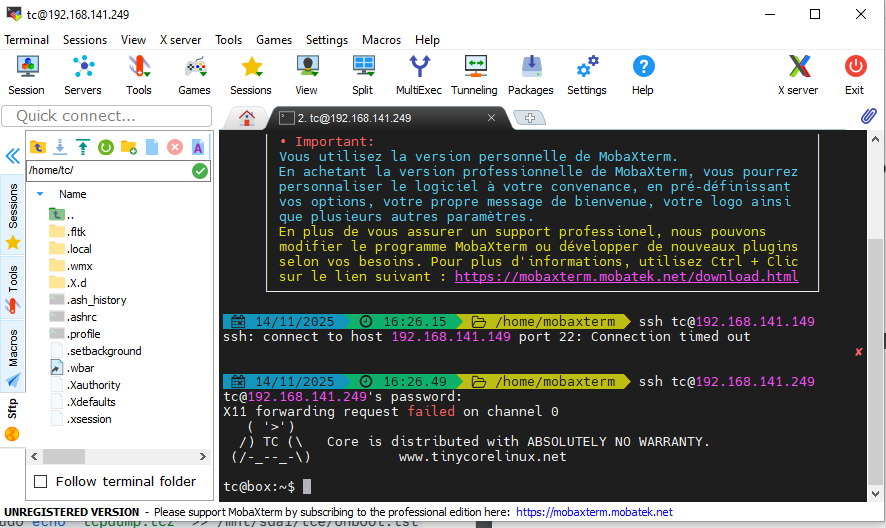 tc@192.168.141.249
Terminal Sessions View X server Tools Games Settings Macros Help
Session Servers Tools Games Sessions View Split MultiExec Tunneling Packages Settings Help X server Exit
Quick connect...
2. tc@192.168.141.249
/home/tc/
Name
..
.fltk
.local
.wmx
.X.d
.ash_history
.ashrc
.profile
.setbackground
.wbar
.Xauthority
.Xdefaults
.xsession
Follow terminal folder
Sessions
Tools
Macros
Sftp
• Important:
Vous utilisez la version personnelle de MobaXterm.
En achetant la version professionnelle de MobaXterm, vous pourrez
personnaliser le logiciel à votre convenance, en pré-définissant
vos options, votre propre message de bienvenue, votre logo ainsi
que plusieurs autres paramètres.
En plus de vous assurer un support professionel, nous pouvons
modifier le programme MobaXterm ou développer de nouveaux plugins
selon vos besoins. Pour plus d'informations, utilisez Ctrl + Clic
sur le lien suivant : https://mobaxterm.mobatek.net/download.html
14/11/2025 16:26.15 /home/mobaxterm ssh tc@192.168.141.149
ssh: connect to host 192.168.141.149 port 22: Connection timed out
14/11/2025 16:26.49 /home/mobaxterm ssh tc@192.168.141.249
tc@192.168.141.249's password:
X11 forwarding request failed on channel 0
( '>')
/) TC (\ Core is distributed with ABSOLUTELY NO WARRANTY.
(/-_--_-\) www.tinycorelinux.net
tc@box:~$
UNREGISTERED VERSION - Please support MobaXterm by subscribing to the professional edition here: https://mobaxterm.mobatek.net